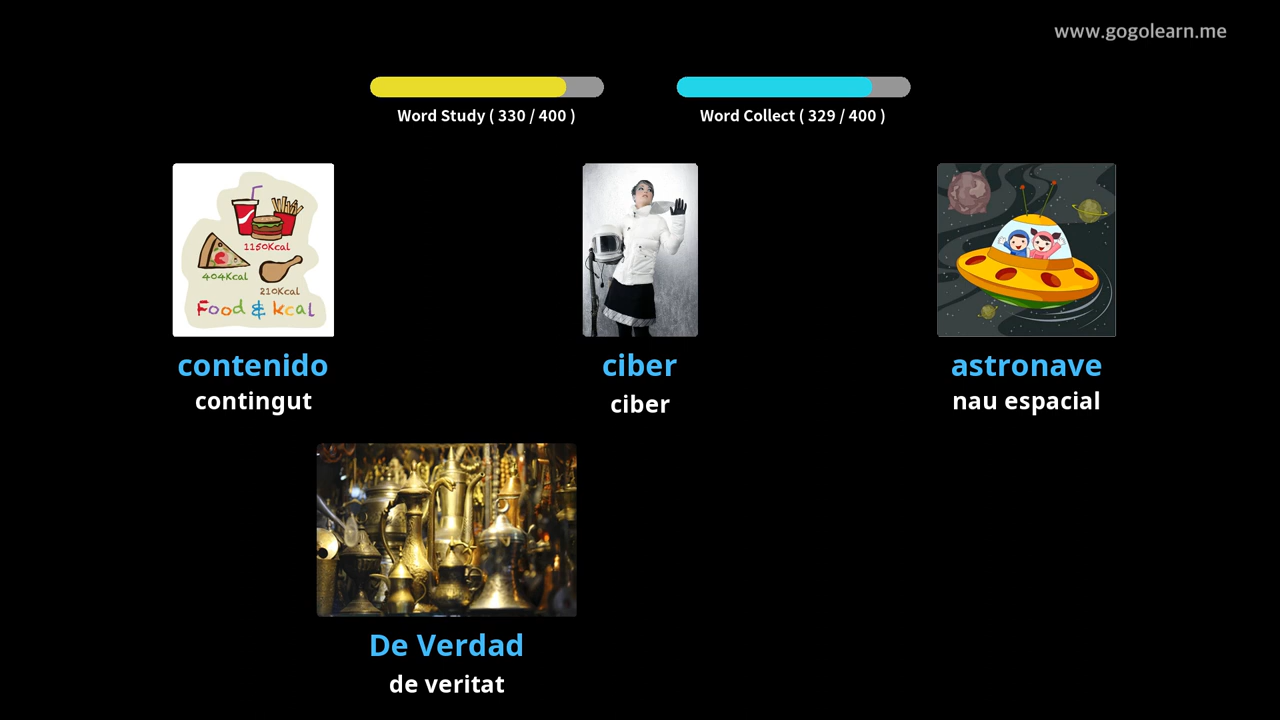 www.gogolearn.me
Word Study ( 330 / 400 )
Word Collect ( 329 / 400 )
1150Kcal
404Kcal
210Kcal
Food & kcal
contenido
contingut
ciber
ciber
astronave
nau espacial
De Verdad
de veritat